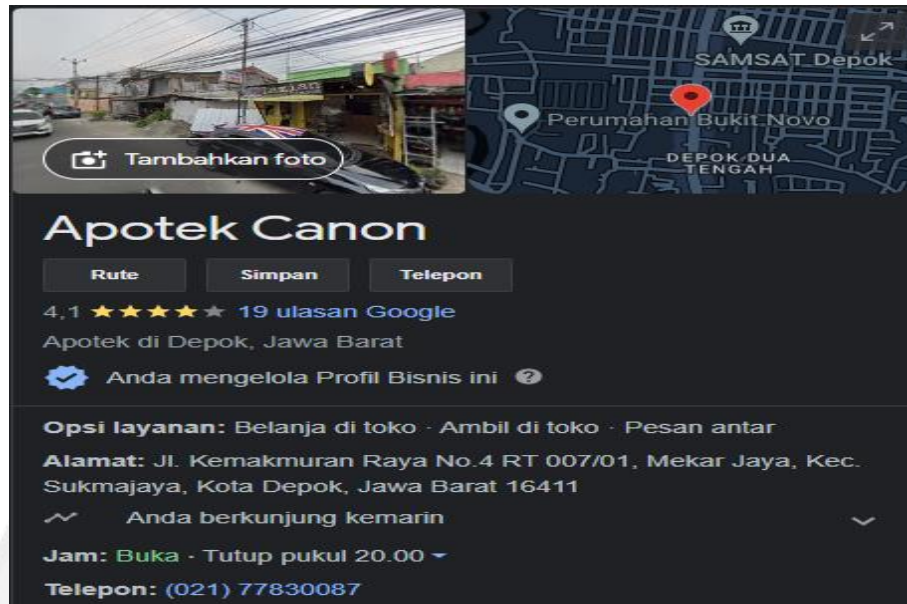 SAMSAT Depok
Perumahan Bukit Novo
DEPOK DUA
TENGAH
Tambahkan foto
Apotek Canon
Rute Simpan Telepon
4,1 19 ulasan Google
Apotek di Depok, Jawa Barat
Anda mengelola Profil Bisnis ini
Opsi layanan: Belanja di toko · Ambil di toko · Pesan antar
Alamat: Jl. Kemakmuran Raya No.4 RT 007/01, Mekar Jaya, Kec.
Sukmajaya, Kota Depok, Jawa Barat 16411
Anda berkunjung kemarin
Jam: Buka · Tutup pukul 20.00
Telepon: (021) 77830087